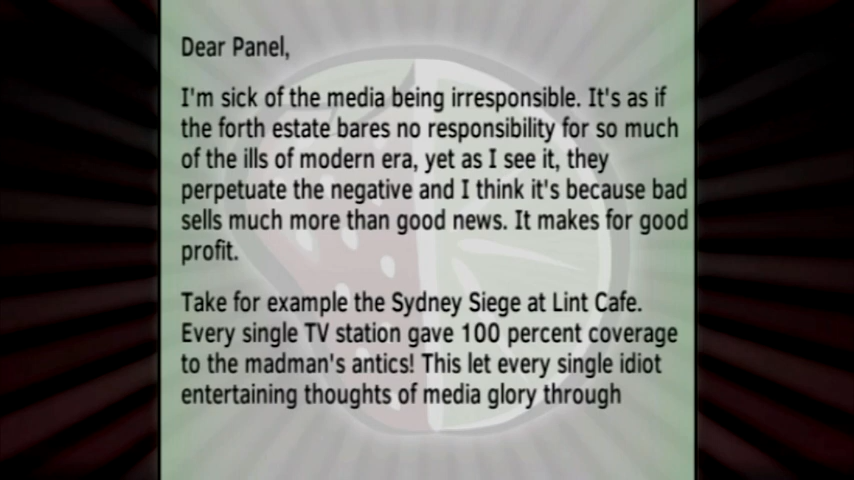 Dear Panel,
I'm sick of the media being irresponsible. It's as if
the forth estate bares no responsibility for so much
of the ills of modern era, yet as I see it, they
perpetuate the negative and I think it's because bad
sells much more than good news. It makes for good
profit.
Take for example the Sydney Siege at Lint Cafe.
Every single TV station gave 100 percent coverage
to the madman's antics! This let every single idiot
entertaining thoughts of media glory through